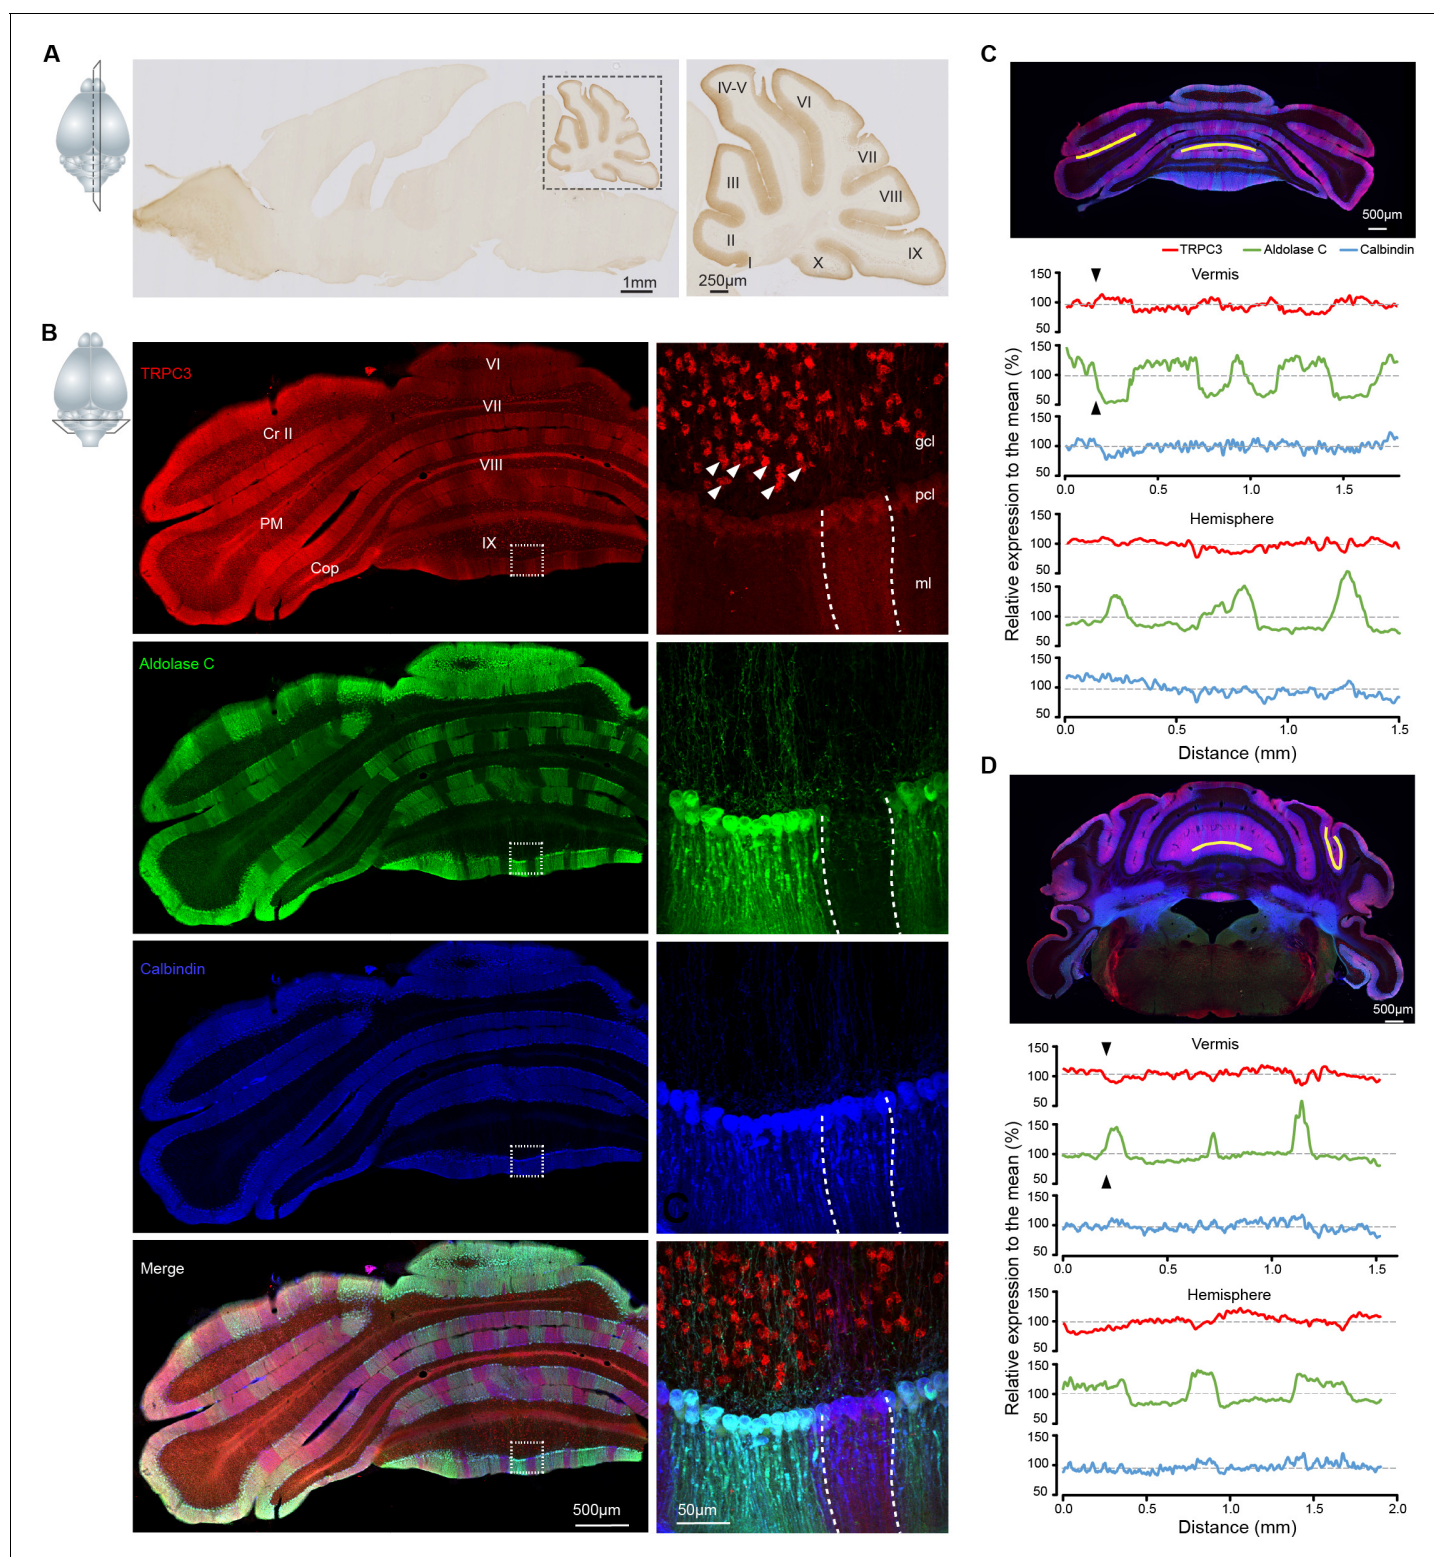 A
IV-V
VI
VII
III
VIII
II
IX
I
X
1mm
250µm
B
TRPC3
VI
VII
Cr II
VIII
PM
IX
Cop
gcl
pcl
ml
Aldolase C
Calbindin
C
Merge
500µm
50µm
C
500µm
TRPC3
Aldolase C
Calbindin
Relative expression to the mean (%)
Vermis
150
100
50
150
100
50
150
100
50
0.0 0.5 1.0 1.5
Hemisphere
150
100
50
150
100
50
150
100
50
0.0 0.5 1.0 1.5
Distance (mm)
D
500µm
Relative expression to the mean (%)
Vermis
150
100
50
150
100
50
150
100
50
0.0 0.5 1.0 1.5
Hemisphere
150
100
50
150
100
50
150
100
50
0.0 0.5 1.0 1.5 2.0
Distance (mm)